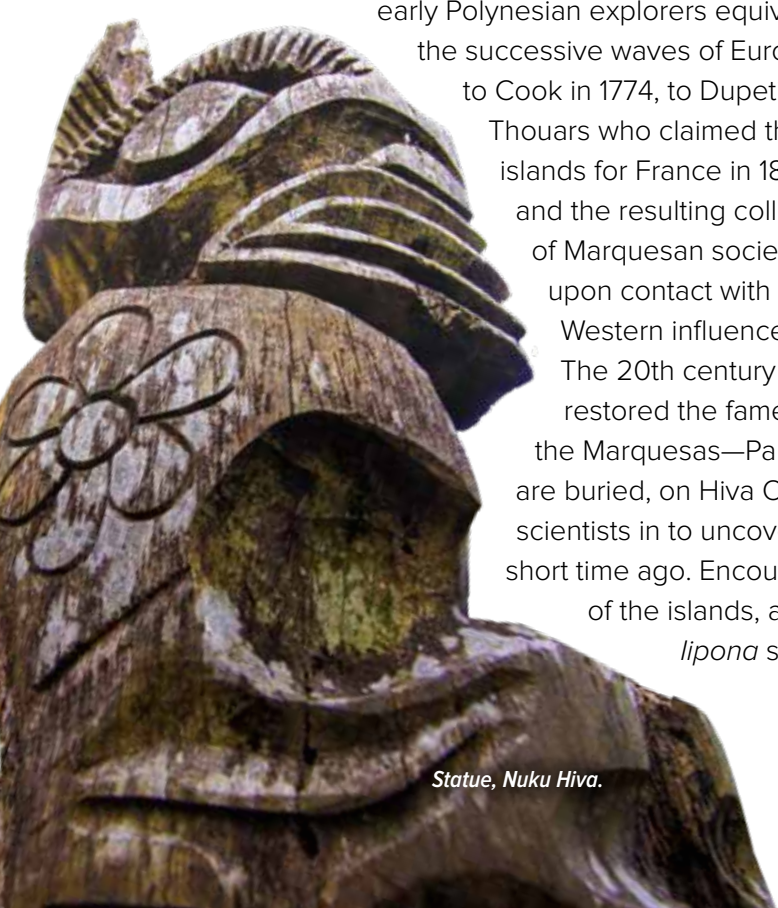 early Polynesian explorers equiv
the successive waves of Euro
to Cook in 1774, to Dupet
Thouars who claimed th
islands for France in 18
and the resulting coll
of Marquesan socie
upon contact with
Western influence
The 20th century
restored the fame
the Marquesas—Pa
are buried, on Hiva O
scientists in to uncov
short time ago. Encou
of the islands, a
lipona s
Statue, Nuku Hiva.